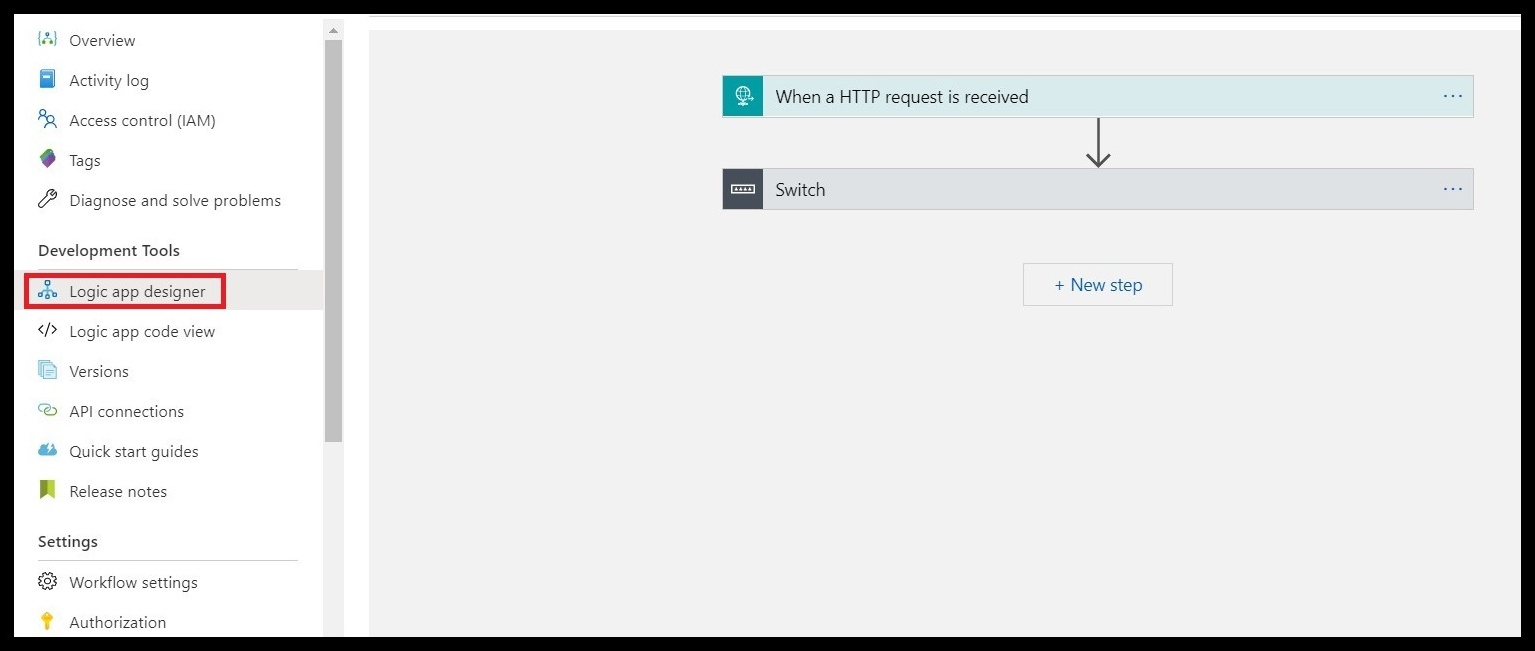 Overview
Activity log
Access control (IAM)
Tags
Diagnose and solve problems
Development Tools
Logic app designer
Logic app code view
Versions
API connections
Quick start guides
Release notes
Settings
Workflow settings
Authorization
When a HTTP request is received
Switch
+ New step